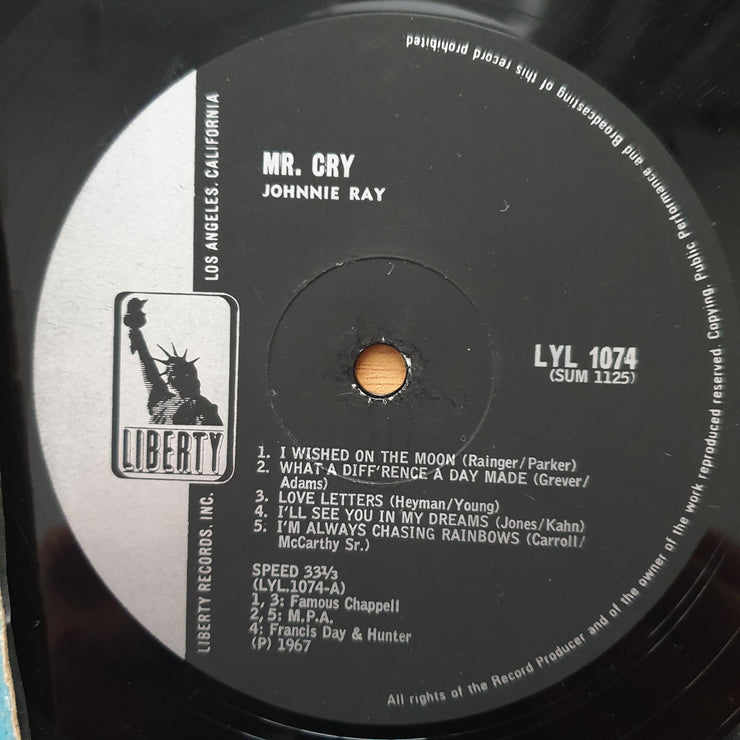 MR. CRY
JOHNNIE RAY
LOS ANGELES, CALIFORNIA
LIBERTY
LIBERTY RECORDS, INC.
LYL 1074
(SUM 1125)
1. I WISHED ON THE MOON (Rainger/Parker)
2. WHAT A DIFF'RENCE A DAY MADE (Grever/
Adams)
3. LOVE LETTERS (Heyman/Young)
4. I'LL SEE YOU IN MY DREAMS (Jones/Kahn)
5. I'M ALWAYS CHASING RAINBOWS (Carroll/
McCarthy Sr.)
SPEED 33⅓
(LYL.1074-A)
1, 3: Famous Chappell
2, 5: M.P.A.
4: Francis Day & Hunter
(P) 1967
All rights of the Record Producer and of the owner of the work reproduced reserved. Copying, Public Performance and Broadcasting of this record prohibited